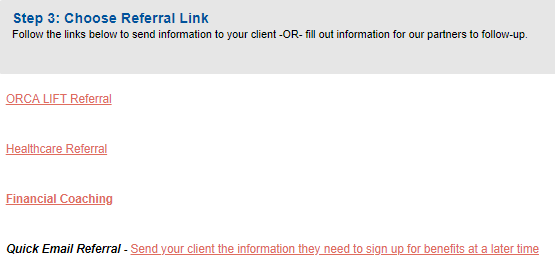 Step 3: Choose Referral Link
Follow the links below to send information to your client -OR- fill out information for our partners to follow-up.
ORCA LIFT Referral
Healthcare Referral
Financial Coaching
Quick Email Referral - Send your client the information they need to sign up for benefits at a later time